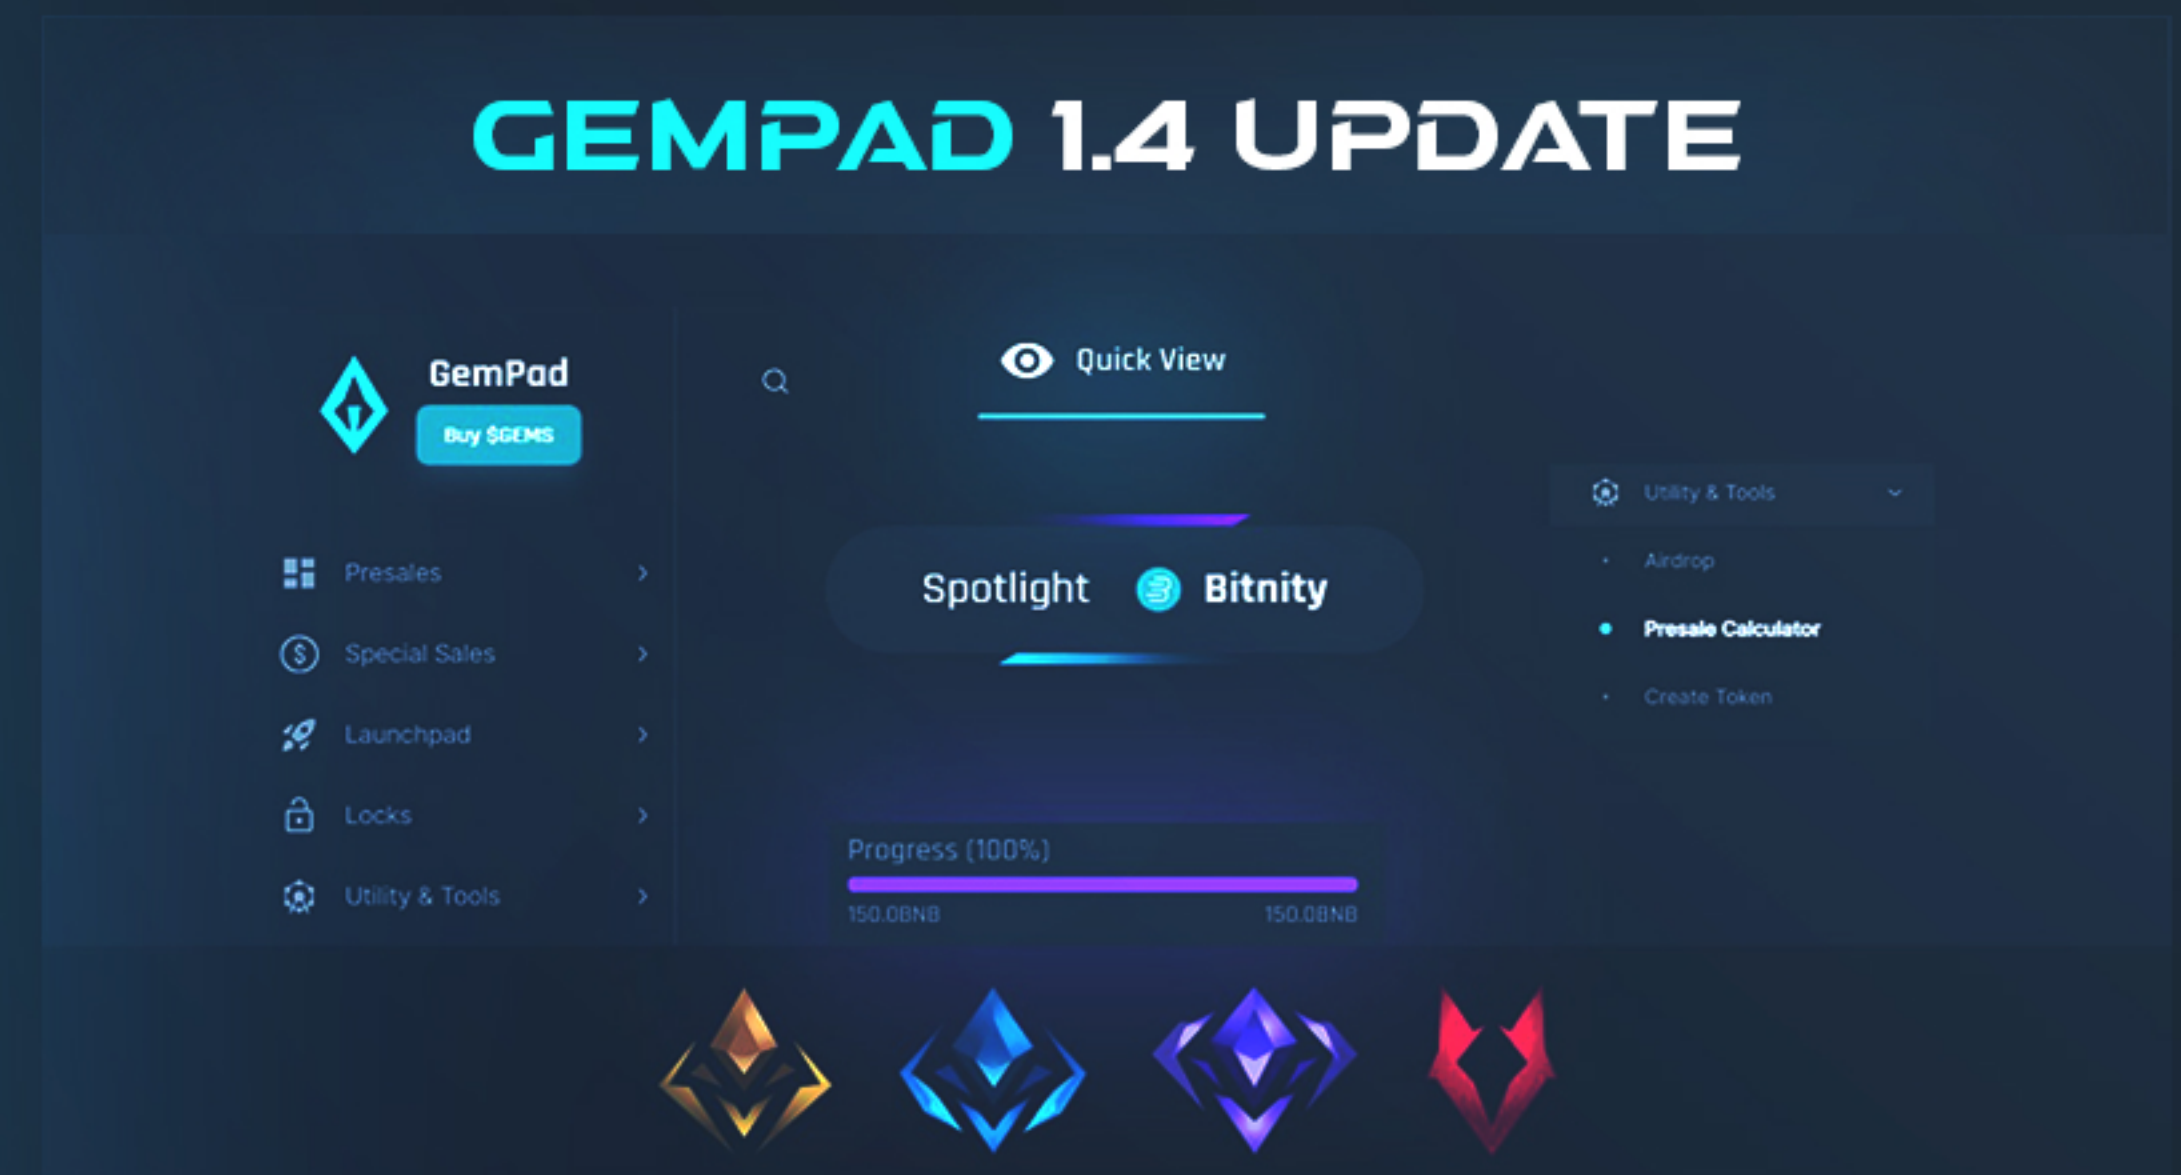 GEMPAD 1.4 UPDATE
GemPad
Buy $GEMS
Presales
Special Sales
Launchpad
Locks
Utility & Tools
Quick View
Spotlight Bitnity
Progress (100%)
150.0BNB 150.0BNB
Utility & Tools
Airdrop
Presale Calculator
Create Token